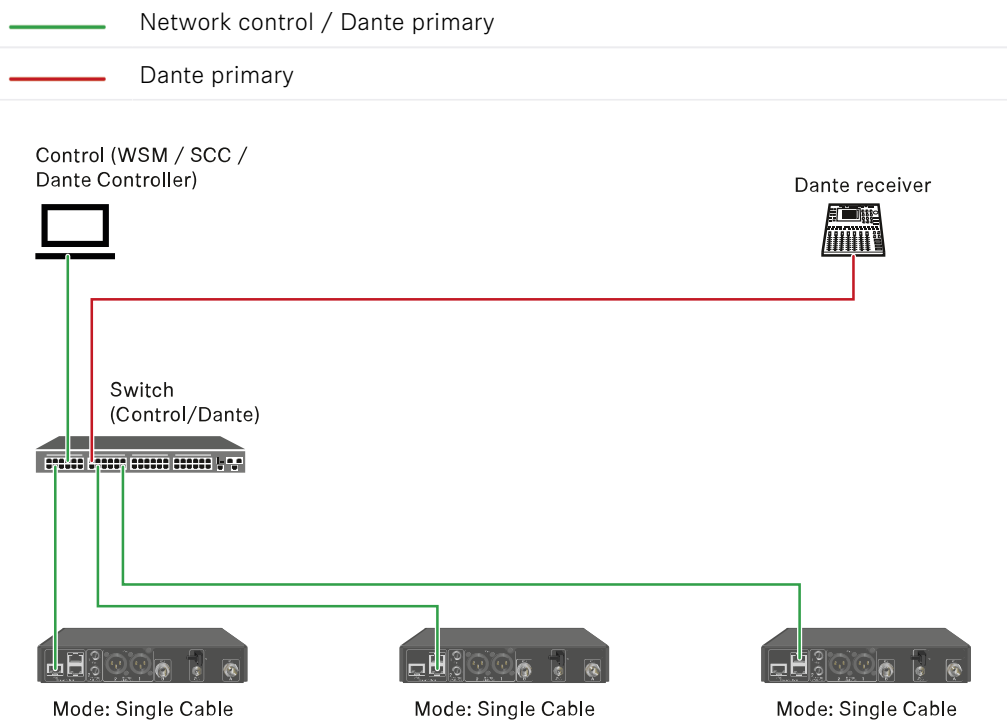 Network control / Dante primary
Dante primary
Control (WSM / SCC /
Dante Controller)
Dante receiver
Switch
(Control/Dante)
Mode: Single Cable
Mode: Single Cable
Mode: Single Cable